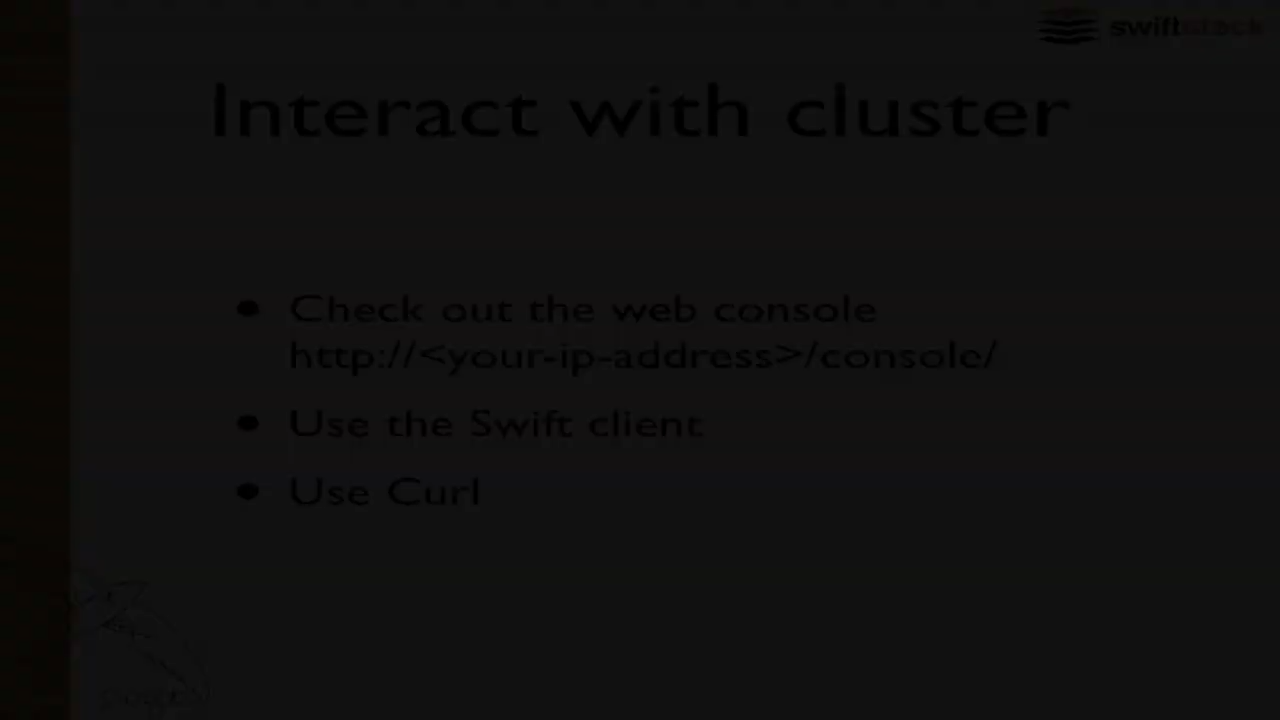 swiftstack
Interact with cluster
• Check out the web console
http://<your-ip-address>/console/
• Use the Swift client
• Use Curl